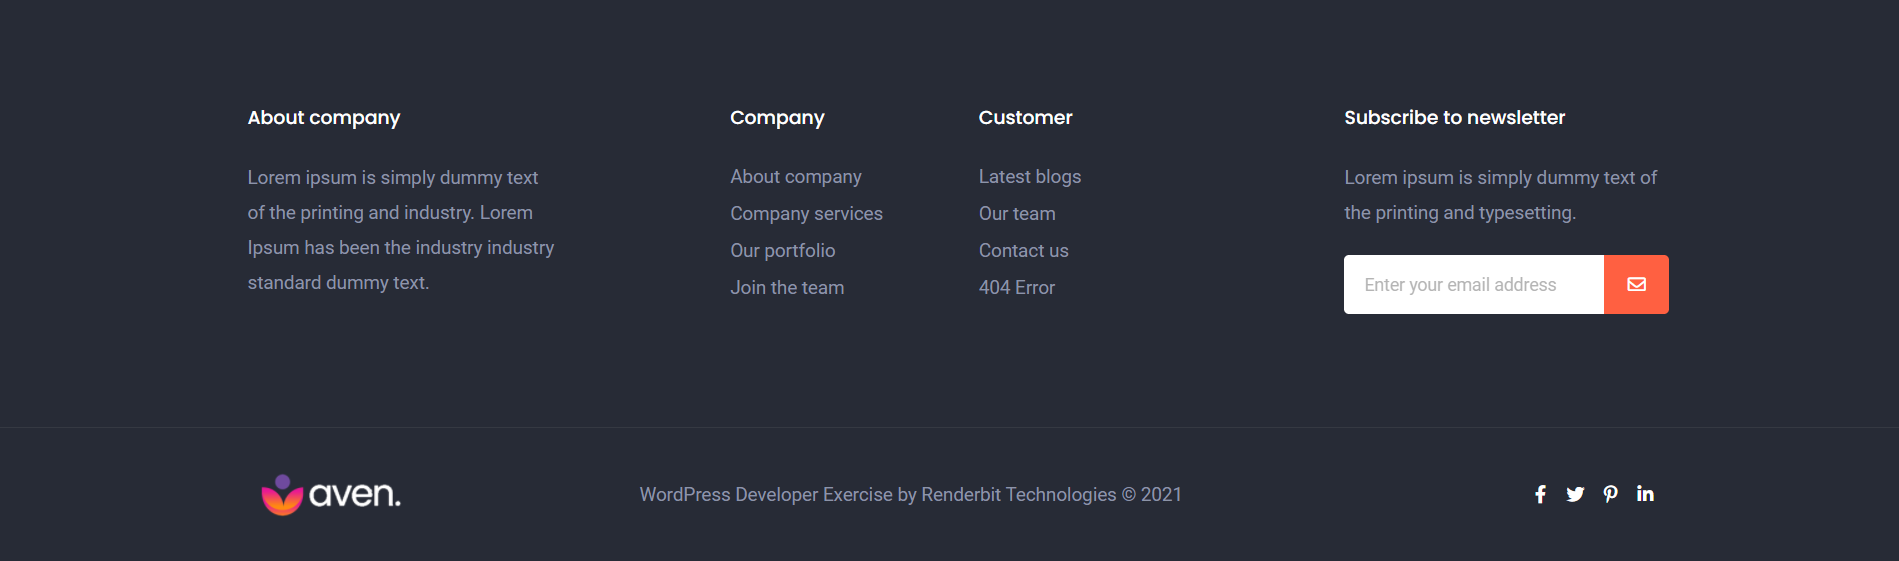 About company
Lorem ipsum is simply dummy text
of the printing and industry. Lorem
Ipsum has been the industry industry
standard dummy text.
Company
About company
Company services
Our portfolio
Join the team
Customer
Latest blogs
Our team
Contact us
404 Error
Subscribe to newsletter
Lorem ipsum is simply dummy text of
the printing and typesetting.
Enter your email address
aven.
WordPress Developer Exercise by Renderbit Technologies © 2021